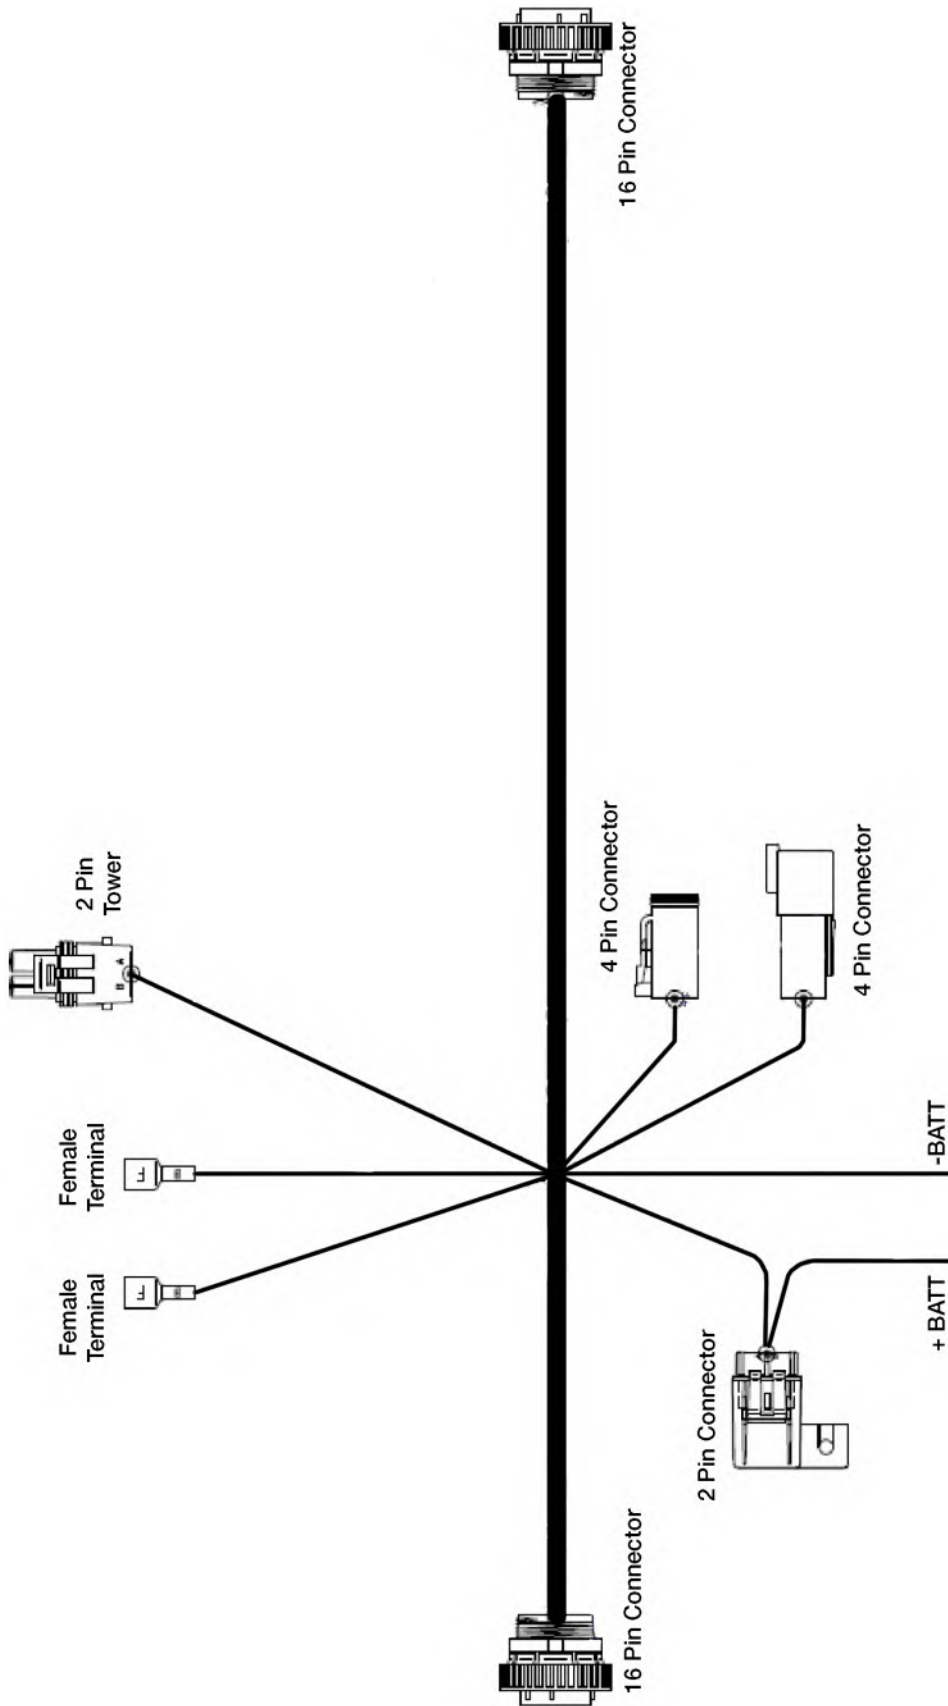 Female
Terminal
Female
Terminal
2 Pin
Tower
F
F
B A
16 Pin Connector
2 Pin Connector
4 Pin Connector
4 Pin Connector
16 Pin Connector
+ BATT
-BATT